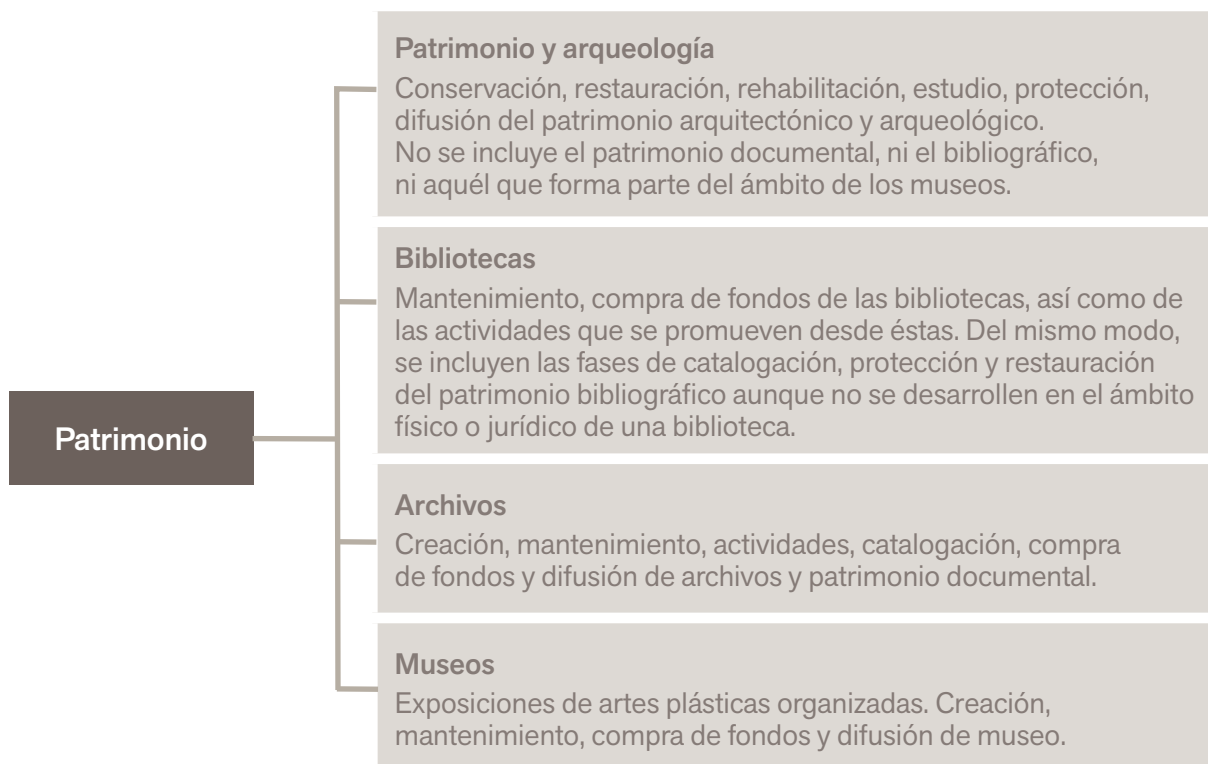 Patrimonio y arqueología
Conservación, restauración, rehabilitación, estudio, protección,
difusión del patrimonio arquitectónico y arqueológico.
No se incluye el patrimonio documental, ni el bibliográfico,
ni aquél que forma parte del ámbito de los museos.
Bibliotecas
Mantenimiento, compra de fondos de las bibliotecas, así como de
las actividades que se promueven desde éstas. Del mismo modo,
se incluyen las fases de catalogación, protección y restauración
del patrimonio bibliográfico aunque no se desarrollen en el ámbito
físico o jurídico de una biblioteca.
Patrimonio
Archivos
Creación, mantenimiento, actividades, catalogación, compra
de fondos y difusión de archivos y patrimonio documental.
Museos
Exposiciones de artes plásticas organizadas. Creación,
mantenimiento, compra de fondos y difusión de museo.